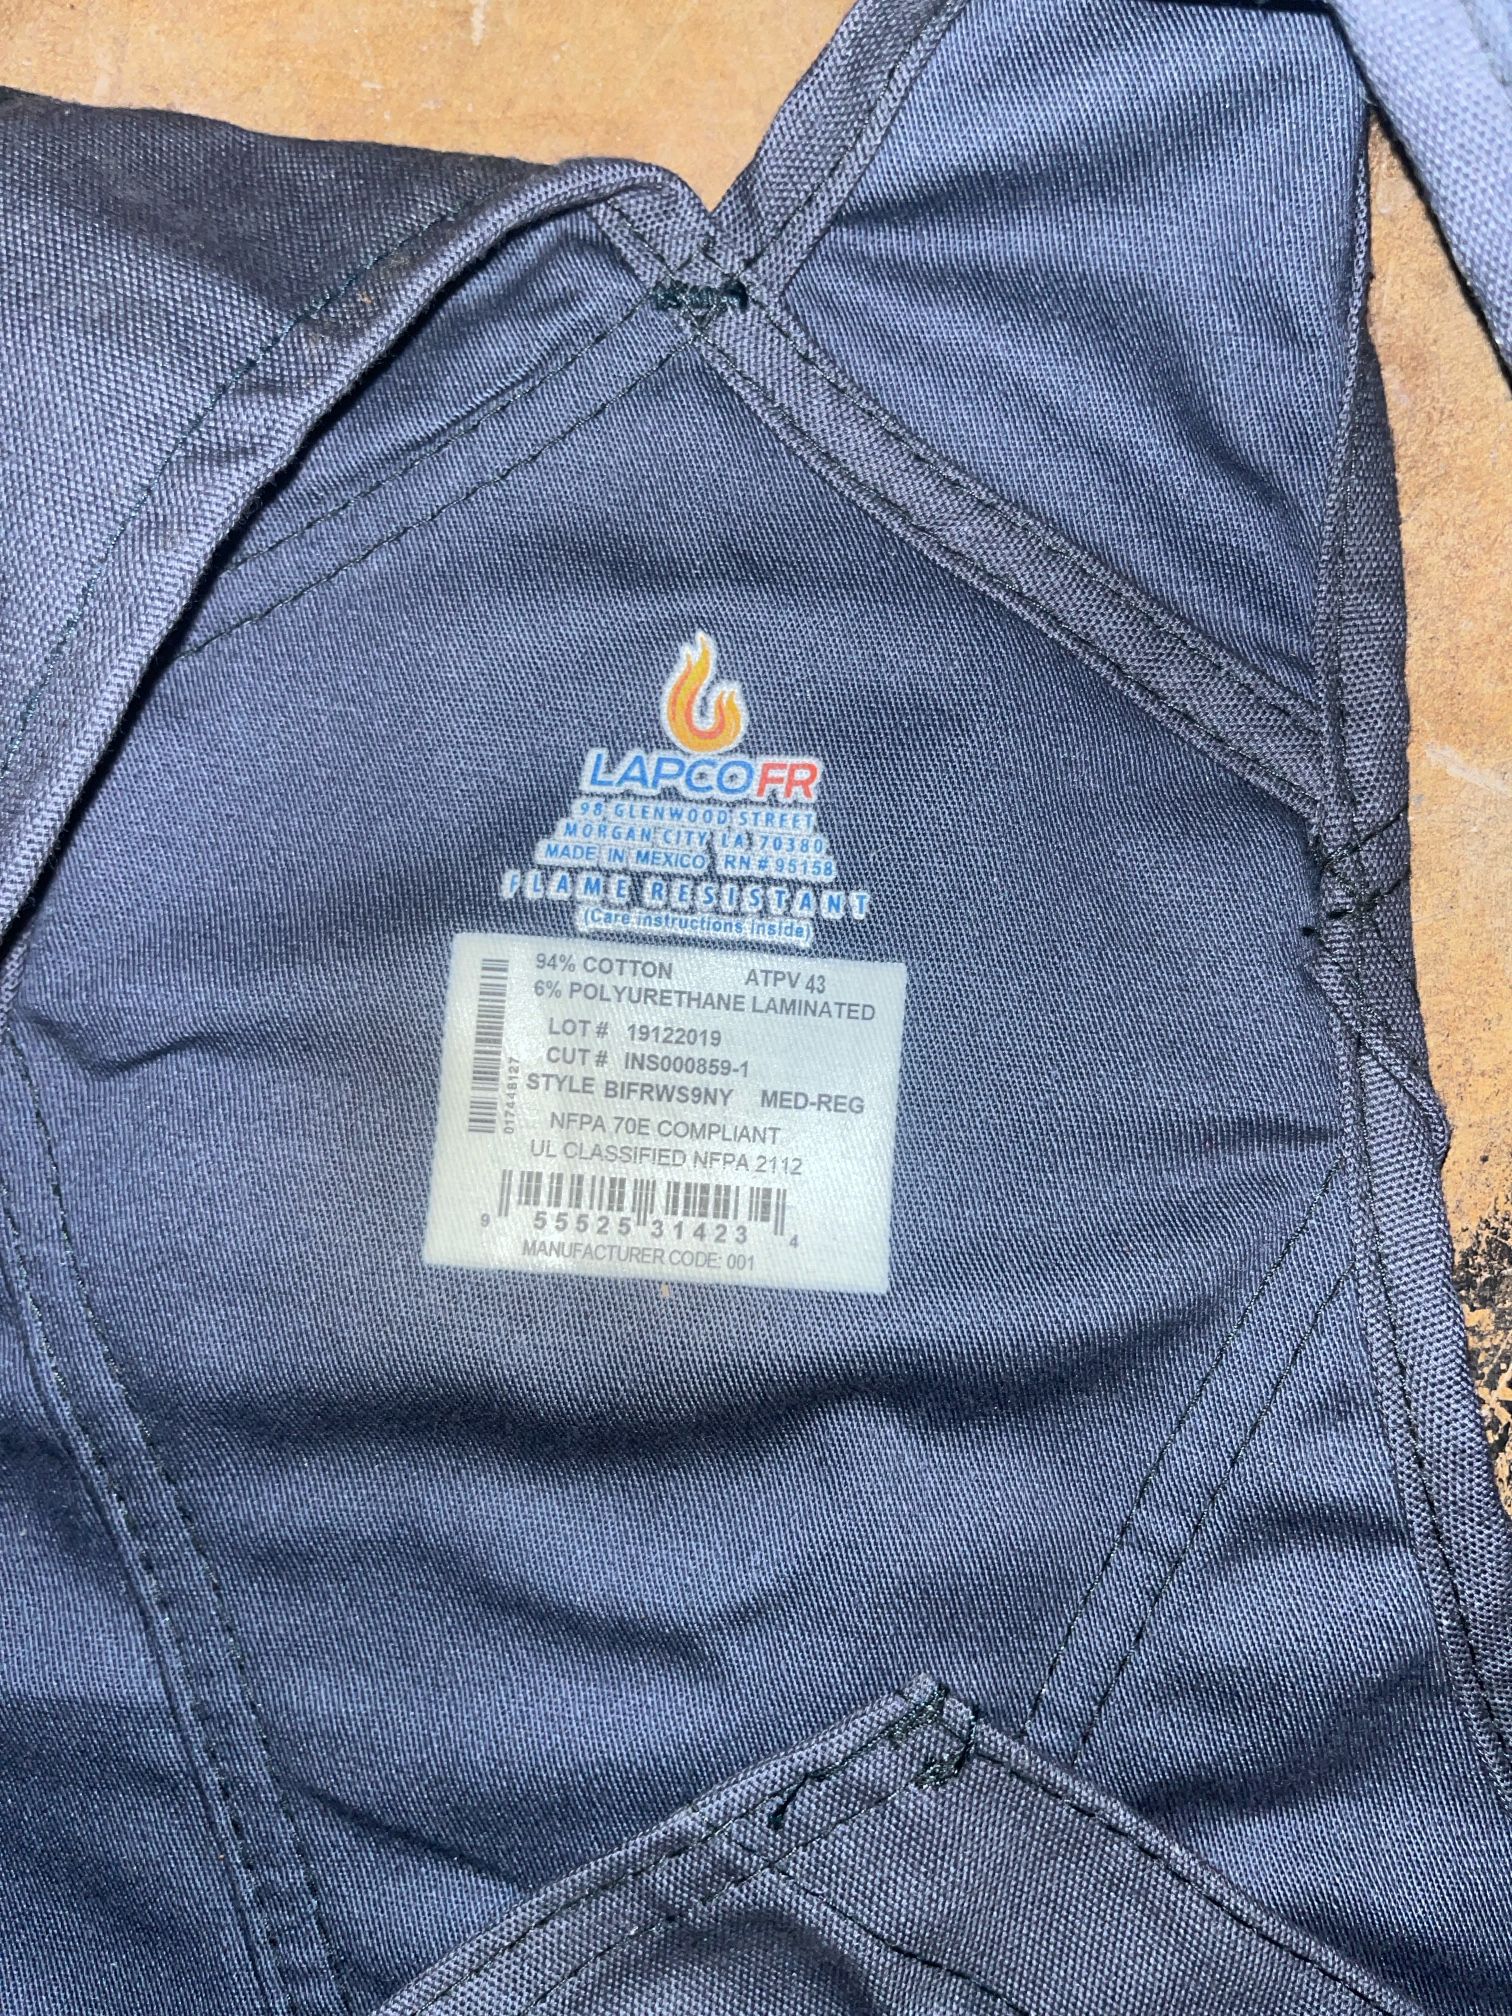 LAPCOFR
98 GLENWOOD STREET
MORGAN CITY, LA 70380
MADE IN MEXICO RN # 95158
FLAME RESISTANT
(Care instructions inside)
94% COTTON ATPV 43
6% POLYURETHANE LAMINATED
LOT # 19122019
CUT # INS000859-1
STYLE BIFRWS9NY MED-REG
017448127
NFPA 70E COMPLIANT
UL CLASSIFIED NFPA 2112
9 55525 31423 4
MANUFACTURER CODE: 001